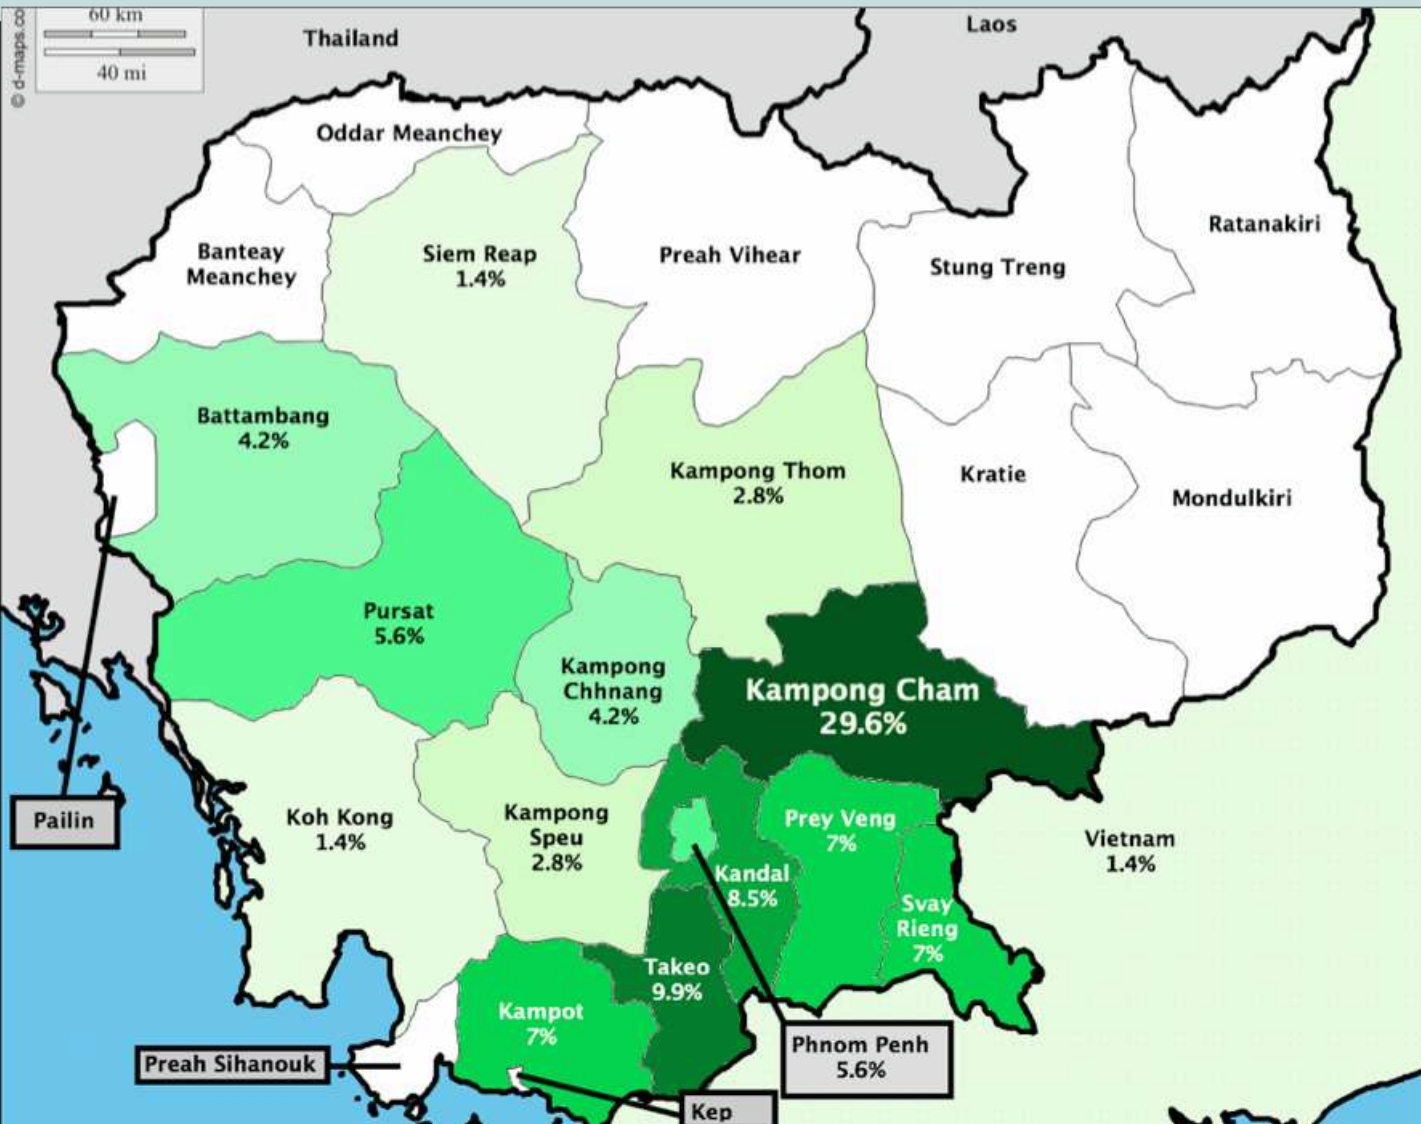 © d-maps.co
60 km
40 mi
Thailand
Laos
Oddar Meanchey
Banteay
Meanchey
Siem Reap
1.4%
Preah Vihear
Stung Treng
Ratanakiri
Battambang
4.2%
Kampong Thom
2.8%
Kratie
Mondulkiri
Pursat
5.6%
Kampong
Chhnang
4.2%
Kampong Cham
29.6%
Pailin
Koh Kong
1.4%
Kampong
Speu
2.8%
Kandal
8.5%
Prey Veng
7%
Svay
Rieng
7%
Vietnam
1.4%
Takeo
9.9%
Kampot
7%
Phnom Penh
5.6%
Preah Sihanouk
Kep